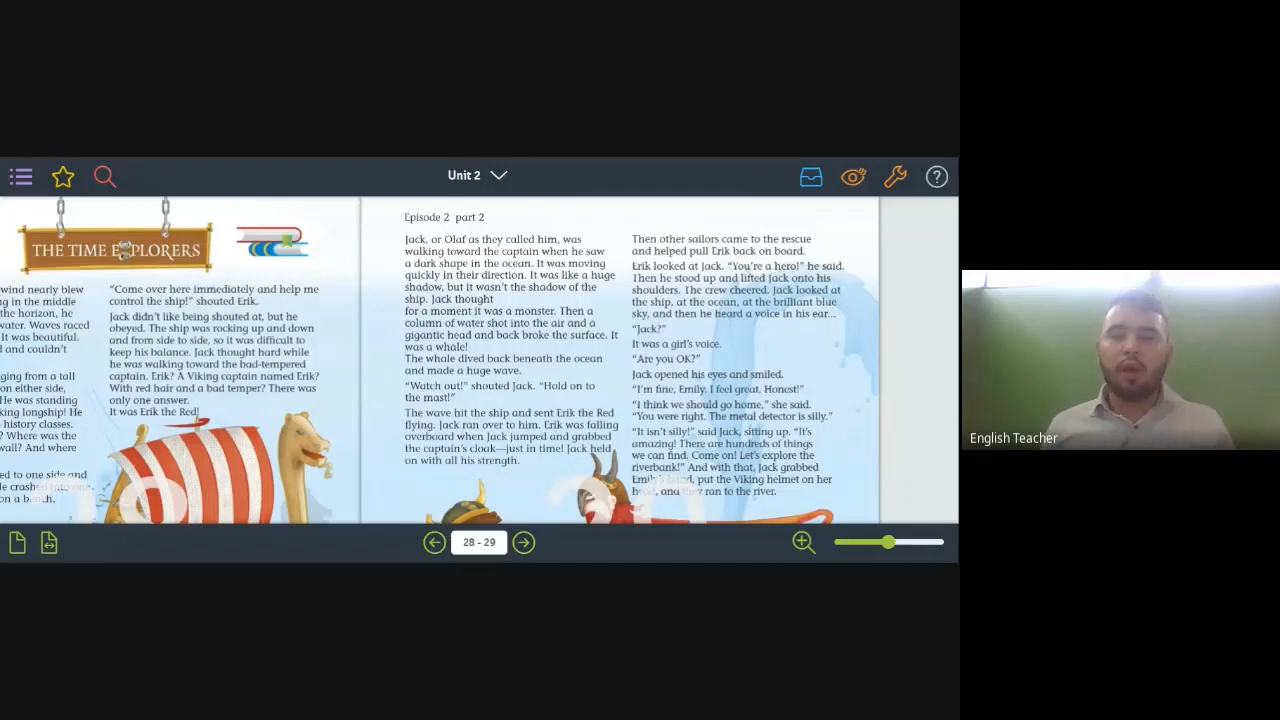 Unit 2
THE TIME EXPLORERS
wind nearly blew
ng in the middle
the horizon, he
water. Waves raced
It was beautiful.
d and couldn't
ging from a tall
on either side,
He was standing
king longship! He
history classes.
? Where was the
wall? And where
ed to one side and
He crashed into one
on a bench.
"Come over here immediately and help me
control the ship!" shouted Erik.
Jack didn't like being shouted at, but he
obeyed. The ship was rocking up and down
and from side to side, so it was difficult to
keep his balance. Jack thought hard while
he was walking toward the bad-tempered
captain. Erik? A Viking captain named Erik?
With red hair and a bad temper? There was
only one answer.
It was Erik the Red!
Episode 2 part 2
Jack, or Olaf as they called him, was
walking toward the captain when he saw
a dark shape in the ocean. It was moving
quickly in their direction. It was like a huge
shadow, but it wasn't the shadow of the
ship. Jack thought
for a moment it was a monster. Then a
column of water shot into the air and a
gigantic head and back broke the surface. It
was a whale!
The whale dived back beneath the ocean
and made a huge wave.
"Watch out!" shouted Jack. "Hold on to
the mast!"
The wave hit the ship and sent Erik the Red
flying. Jack ran over to him. Erik was falling
overboard when Jack jumped and grabbed
the captain's cloak—just in time! Jack held
on with all his strength.
Then other sailors came to the rescue
and helped pull Erik back on board.
Erik looked at Jack. "You're a hero!" he said.
Then he stood up and lifted Jack onto his
shoulders. The crew cheered. Jack looked at
the ship, at the ocean, at the brilliant blue
sky, and then he heard a voice in his ear...
"Jack?"
It was a girl's voice.
"Are you OK?"
Jack opened his eyes and smiled.
"I'm fine, Emily. I feel great. Honest!"
"I think we should go home," she said.
"You were right. The metal detector is silly."
"It isn't silly!" said Jack, sitting up. "It's
amazing! There are hundreds of things
we can find. Come on! Let's explore the
riverbank!" And with that, Jack grabbed
Emily's hand, put the Viking helmet on her
head, and they ran to the river.
28 - 29
English Teacher